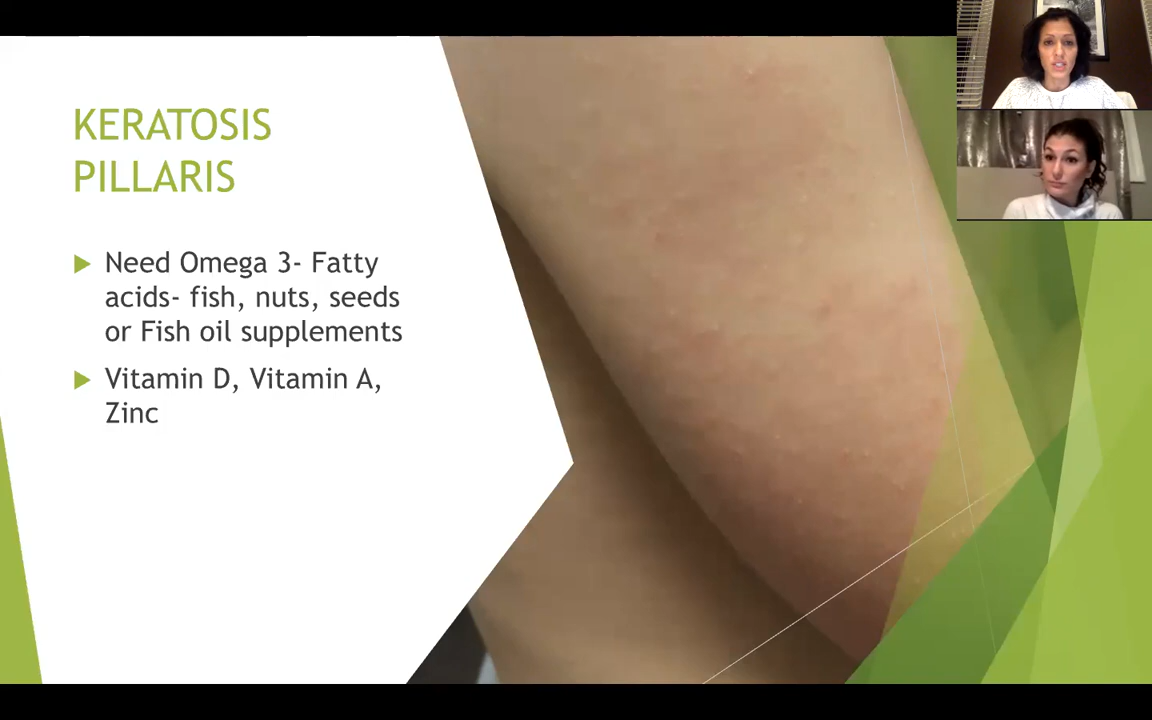 KERATOSIS
PILLARIS
Need Omega 3- Fatty
acids- fish, nuts, seeds
or Fish oil supplements
Vitamin D, Vitamin A,
Zinc